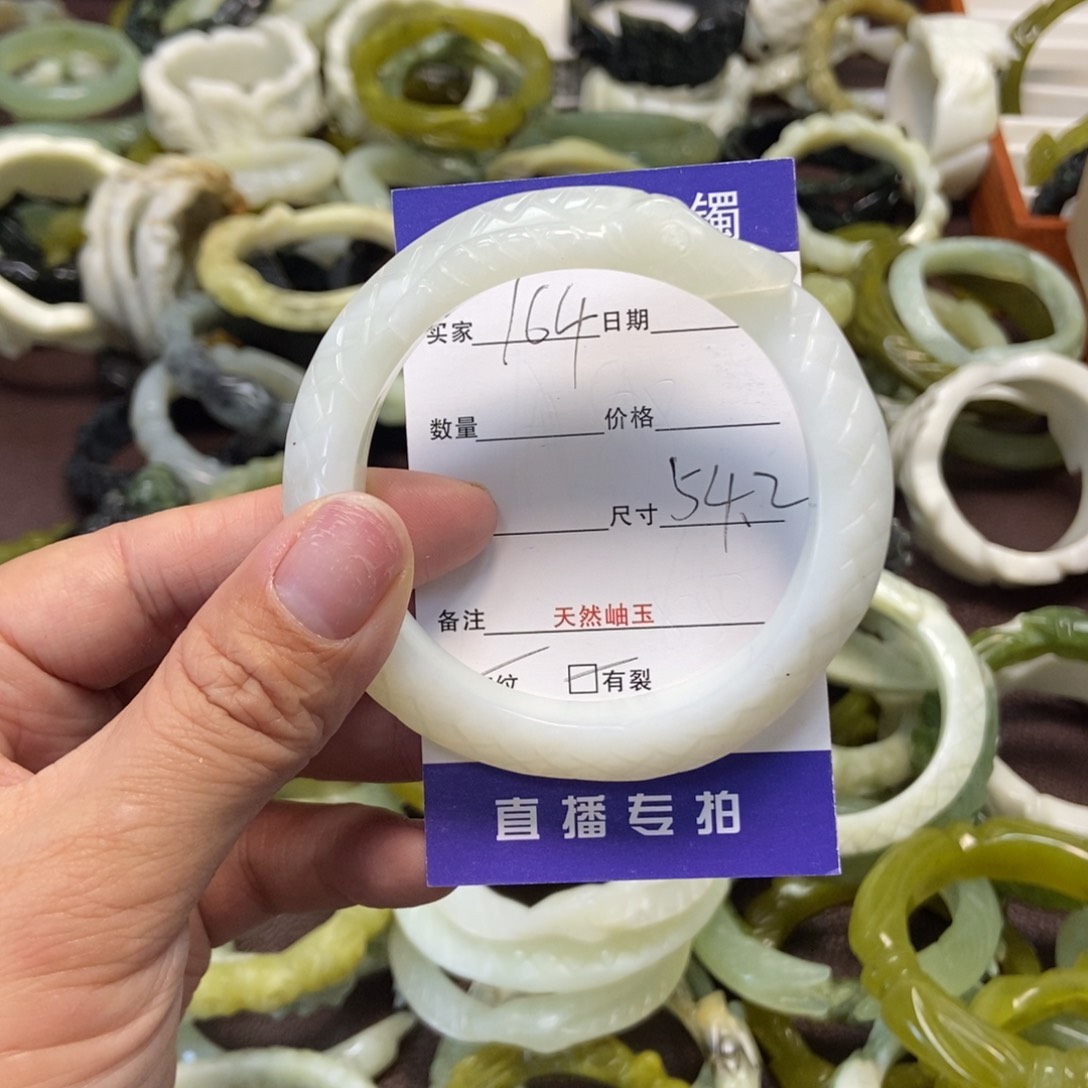 镯
买家 164 日期
数量 价格
尺寸 54.2
备注 天然岫玉
纹 有裂
直播专拍